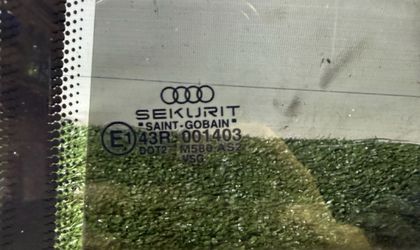 SEKURIT
"SAINT-GOBAIN"
E1 43R-001403
DOT2 M580 AS2
VSG